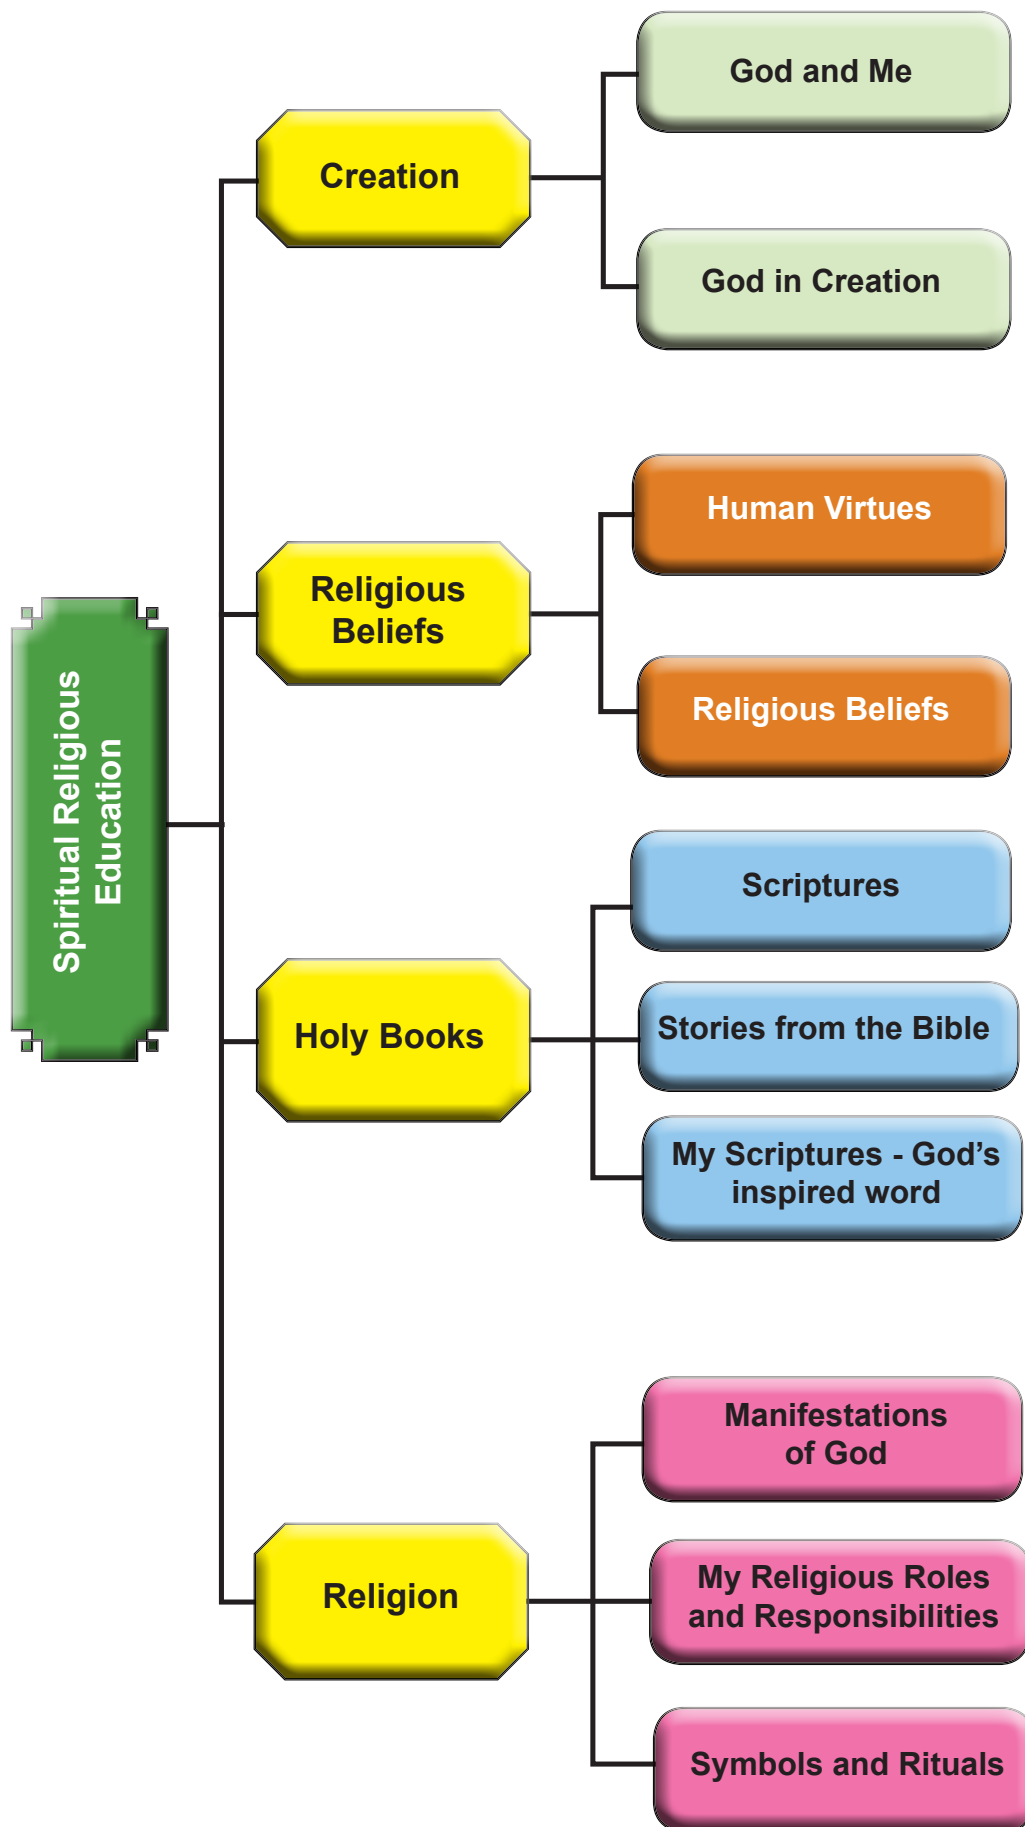 Spiritual Religious
Education
Creation
God and Me
God in Creation
Religious
Beliefs
Human Virtues
Religious Beliefs
Holy Books
Scriptures
Stories from the Bible
My Scriptures - God’s
inspired word
Religion
Manifestations
of God
My Religious Roles
and Responsibilities
Symbols and Rituals